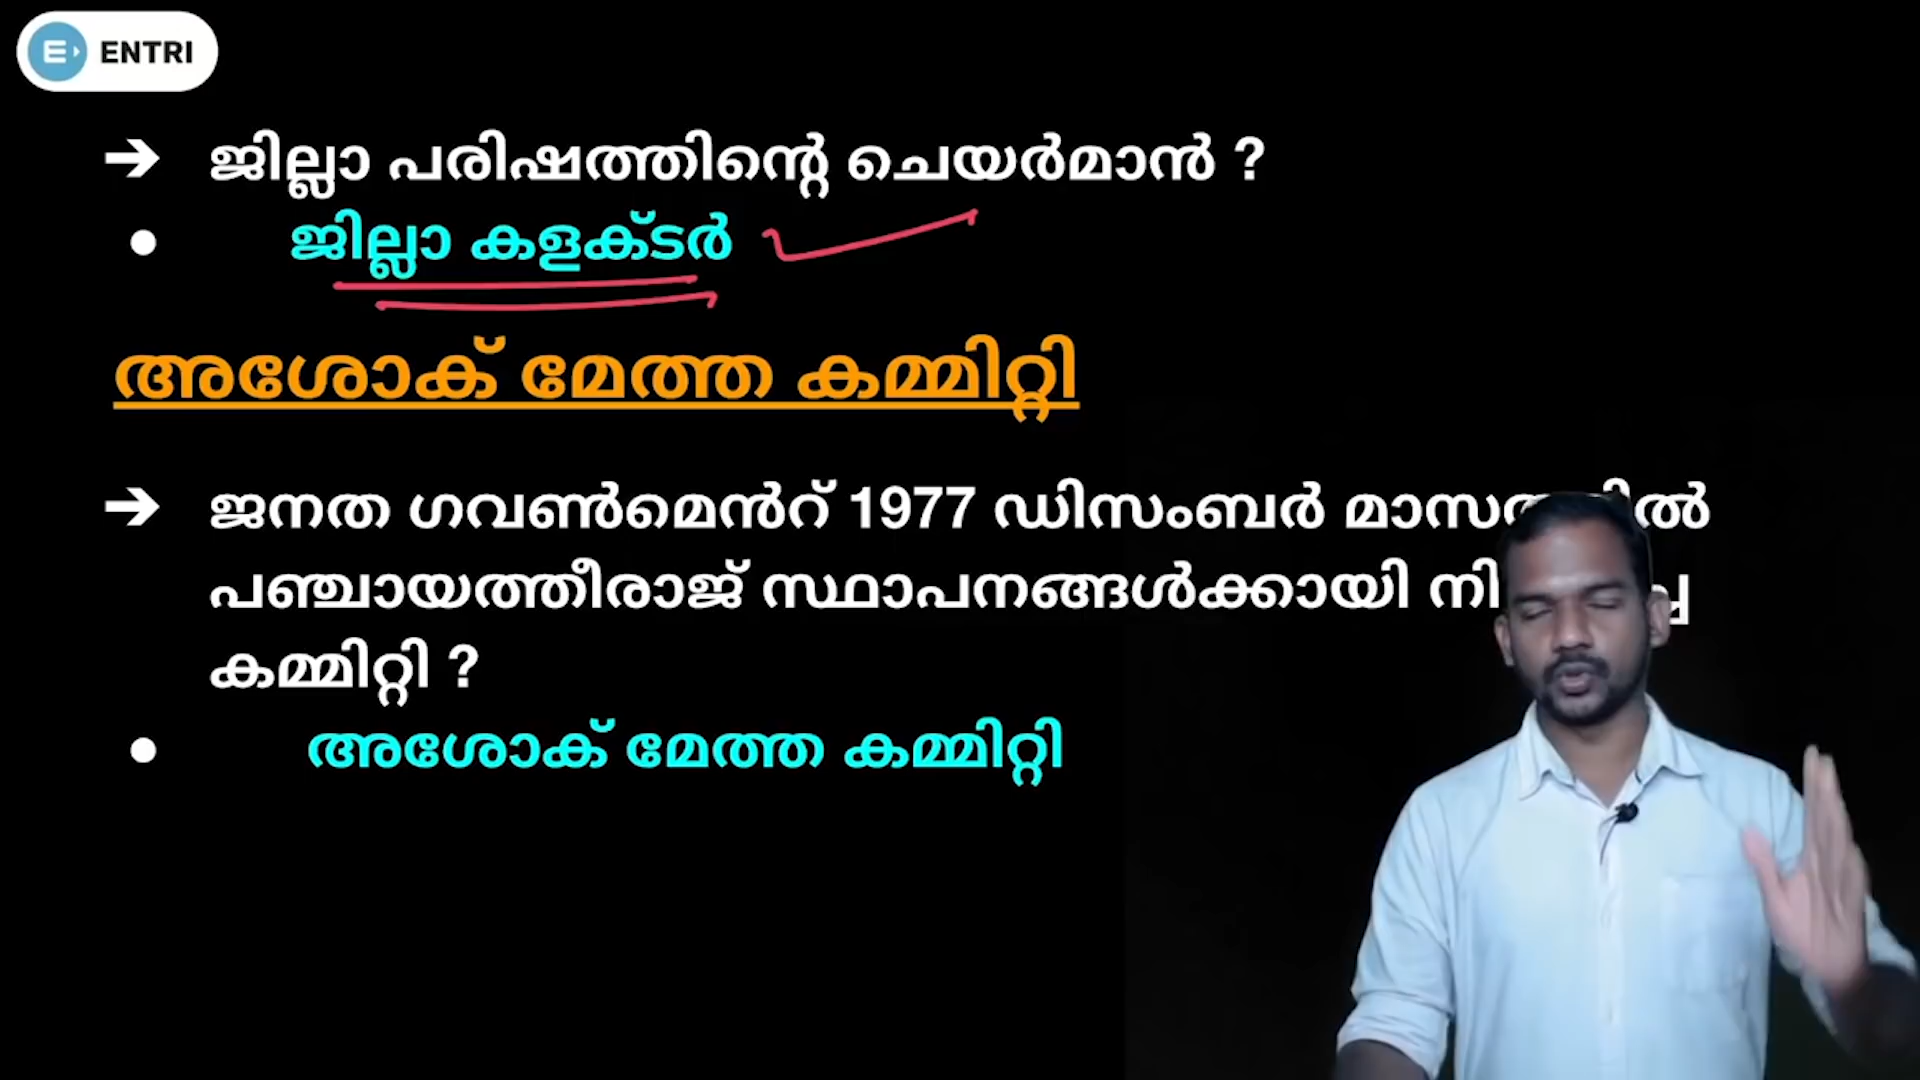 ENTRI
➔ ജില്ലാ പരിഷത്തിന്റെ ചെയർമാൻ ?
● ജില്ലാ കളക്ടർ
അശോക് മേത്ത കമ്മിറ്റി
➔ ജനത ഗവൺമെൻറ് 1977 ഡിസംബർ
പഞ്ചായത്തീരാജ് സ്ഥാപനങ്ങൾക്കായി
കമ്മിറ്റി ?
● അശോക് മേത്ത കമ്മിറ്റി